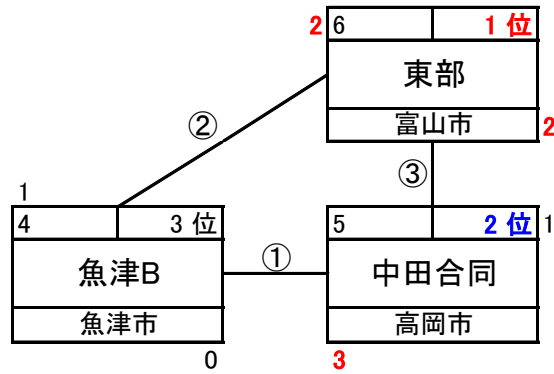 2 6 1 位
東部
富山市 2
②
③
1
4 3 位
魚津B
魚津市
0
①
5 2 位 1
中田合同
高岡市
3